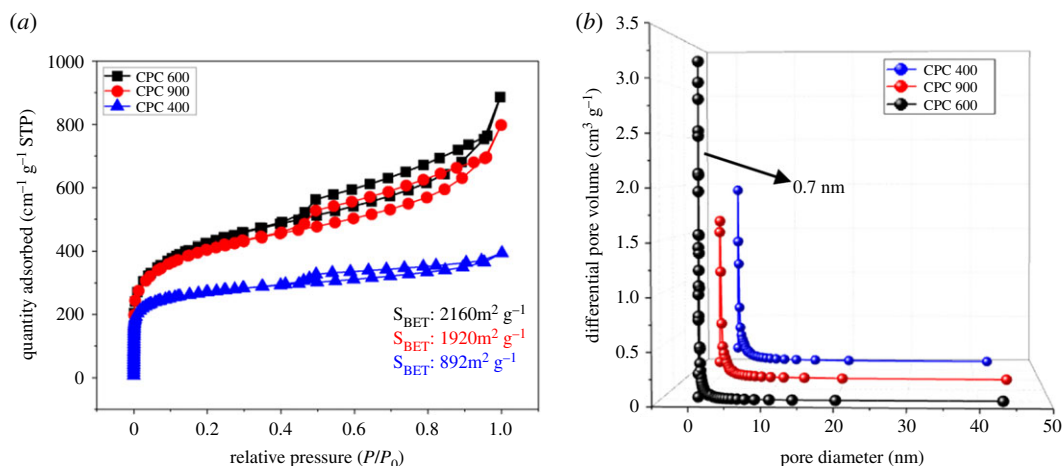 (a)
1000
800
600
400
200
0
quantity adsorbed (cm⁻¹ g⁻¹ STP)
CPC 600
CPC 900
CPC 400
S_BET: 2160m² g⁻¹
S_BET: 1920m² g⁻¹
S_BET: 892m² g⁻¹
0 0.2 0.4 0.6 0.8 1.0
relative pressure (P/P₀)
(b)
3.5
3.0
2.5
2.0
1.5
1.0
0.5
0
differential pore volume (cm³ g⁻¹)
CPC 400
CPC 900
CPC 600
0.7 nm
0 10 20 30 40 50
pore diameter (nm)